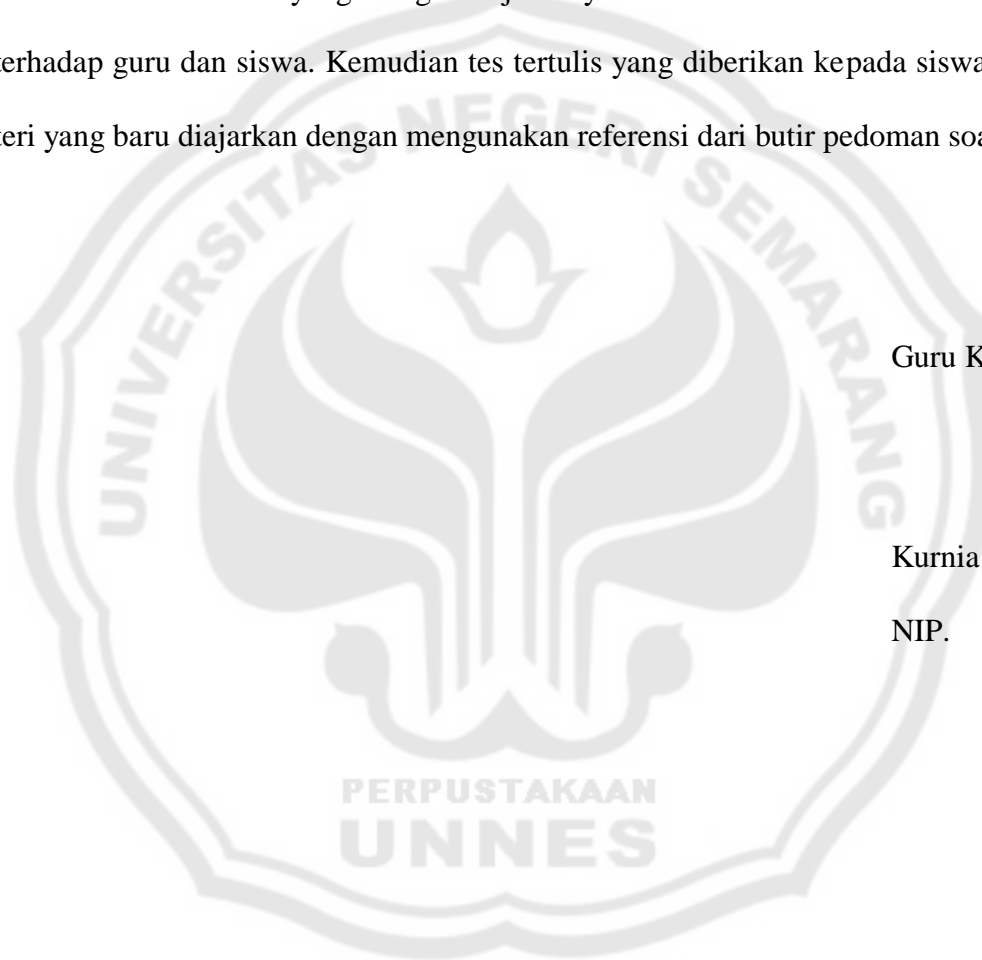 terhadap guru dan siswa. Kemudian tes tertulis yang diberikan kepada siswa
teri yang baru diajarkan dengan mengunakan referensi dari butir pedoman soa
UNIVERSITAS NEGERI SEMARANG
Guru K
Kurnia
NIP.
PERPUSTAKAAN
UNNES